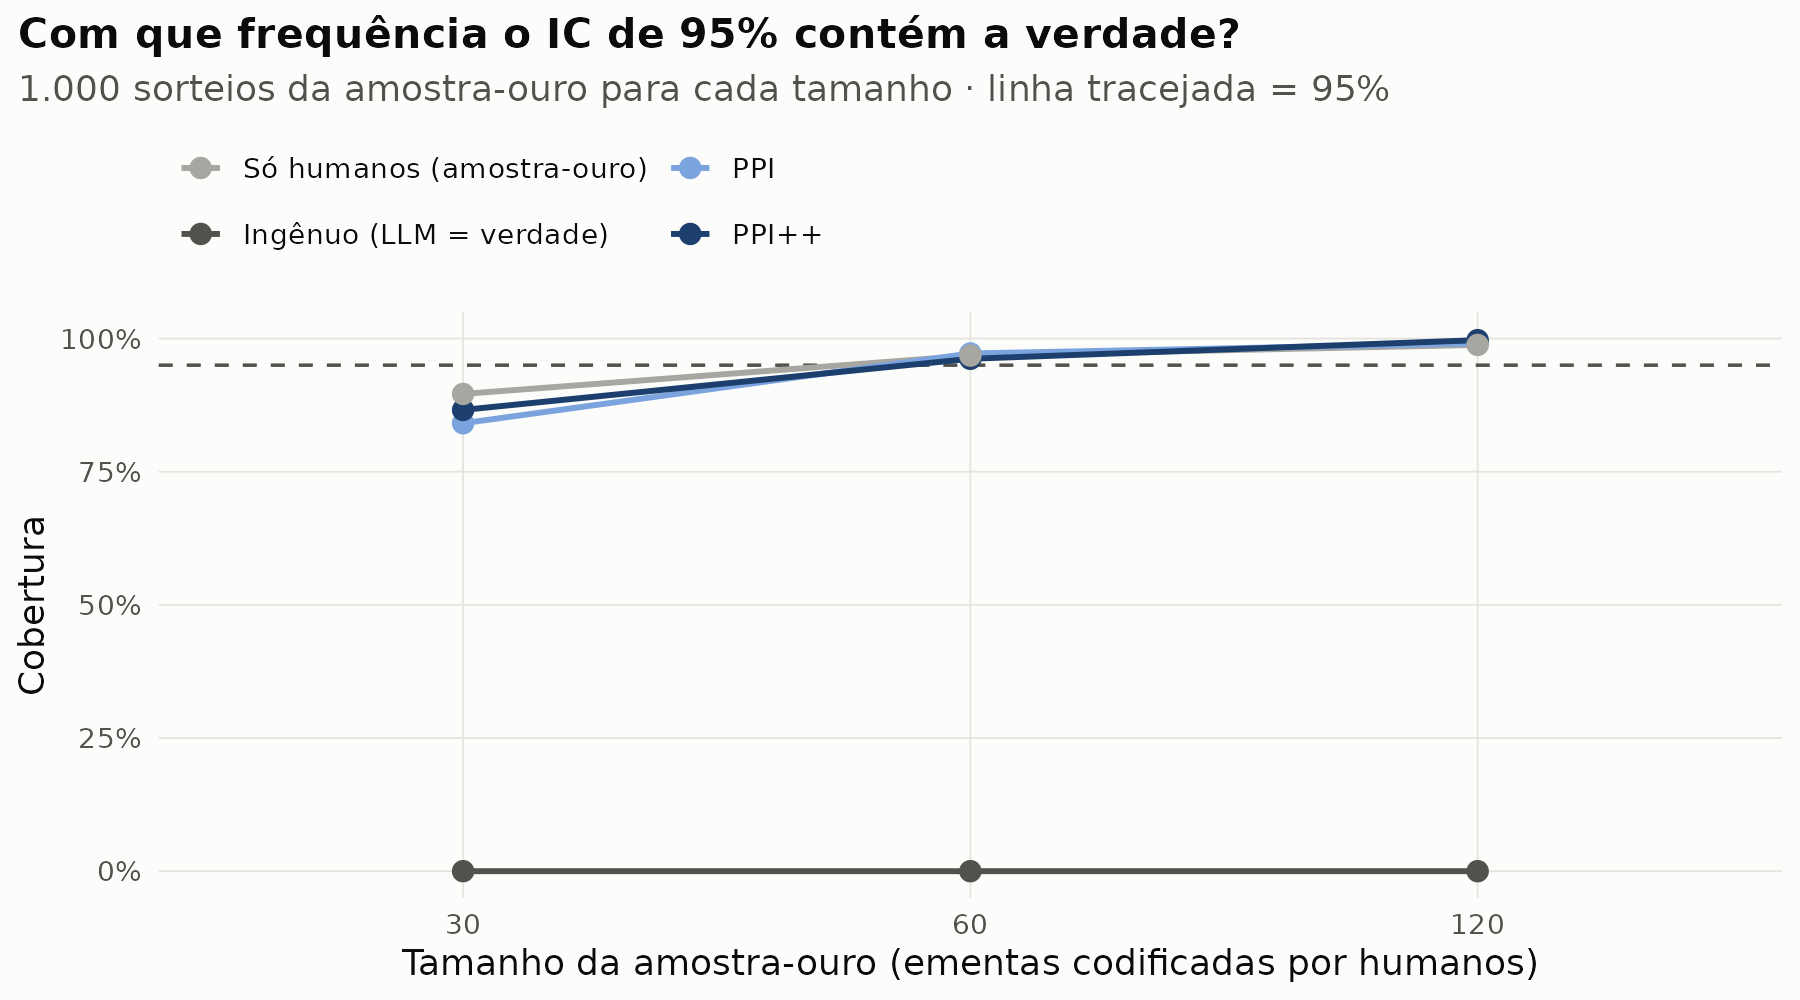 Com que frequência o IC de 95% contém a verdade?
1.000 sorteios da amostra-ouro para cada tamanho · linha tracejada = 95%
Só humanos (amostra-ouro)
PPI
Ingênuo (LLM = verdade)
PPI++
100%
75%
50%
25%
0%
Cobertura
30
60
120
Tamanho da amostra-ouro (ementas codificadas por humanos)